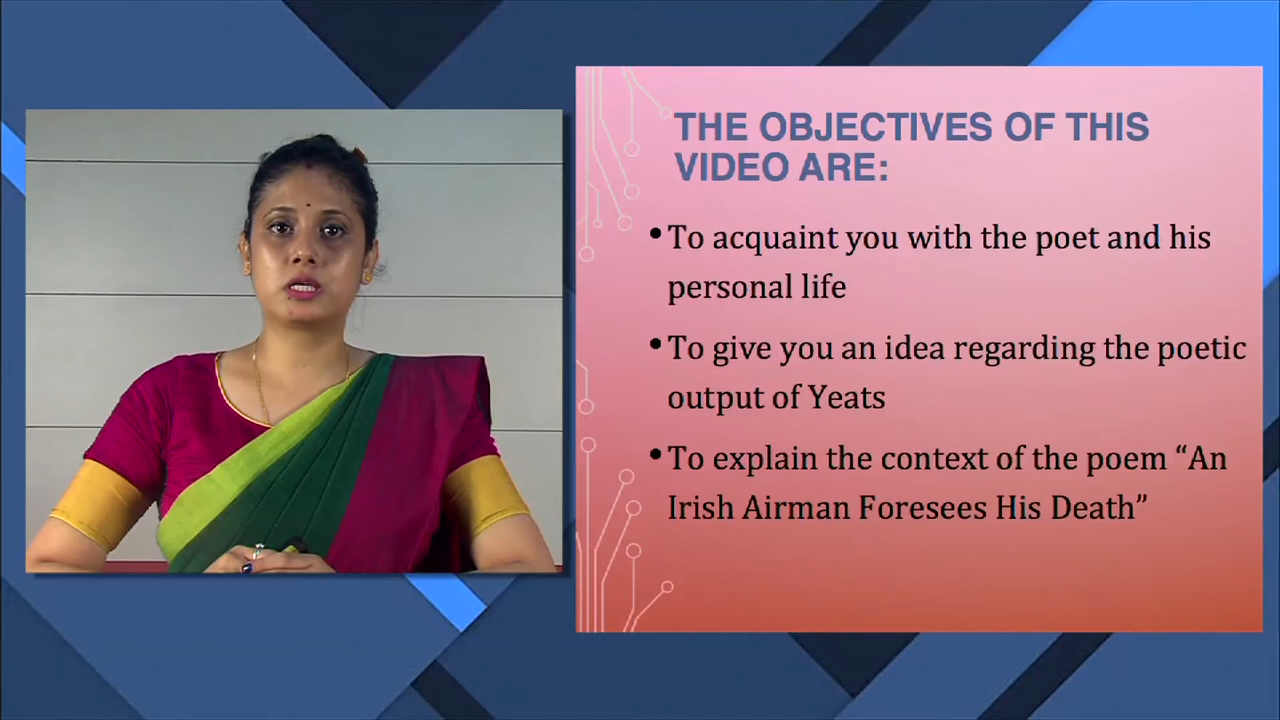 THE OBJECTIVES OF THIS
VIDEO ARE:
• To acquaint you with the poet and his
personal life
• To give you an idea regarding the poetic
output of Yeats
• To explain the context of the poem “An
Irish Airman Foresees His Death”